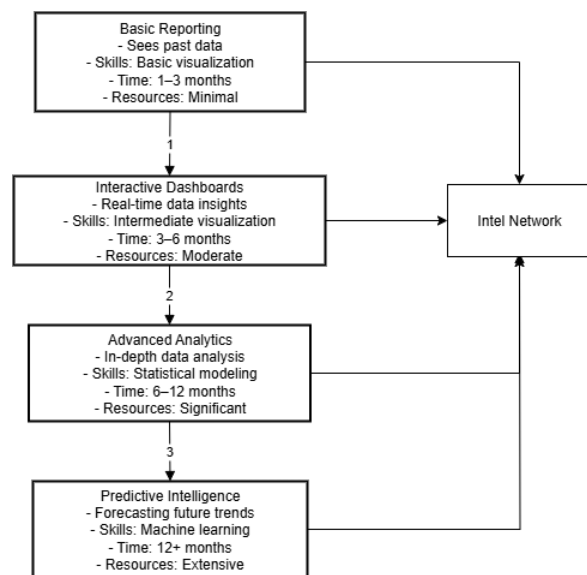 Basic Reporting
- Sees past data
- Skills: Basic visualization
- Time: 1–3 months
- Resources: Minimal
1
Interactive Dashboards
- Real-time data insights
- Skills: Intermediate visualization
- Time: 3–6 months
- Resources: Moderate
Intel Network
2
Advanced Analytics
- In-depth data analysis
- Skills: Statistical modeling
- Time: 6–12 months
- Resources: Significant
3
Predictive Intelligence
- Forecasting future trends
- Skills: Machine learning
- Time: 12+ months
- Resources: Extensive